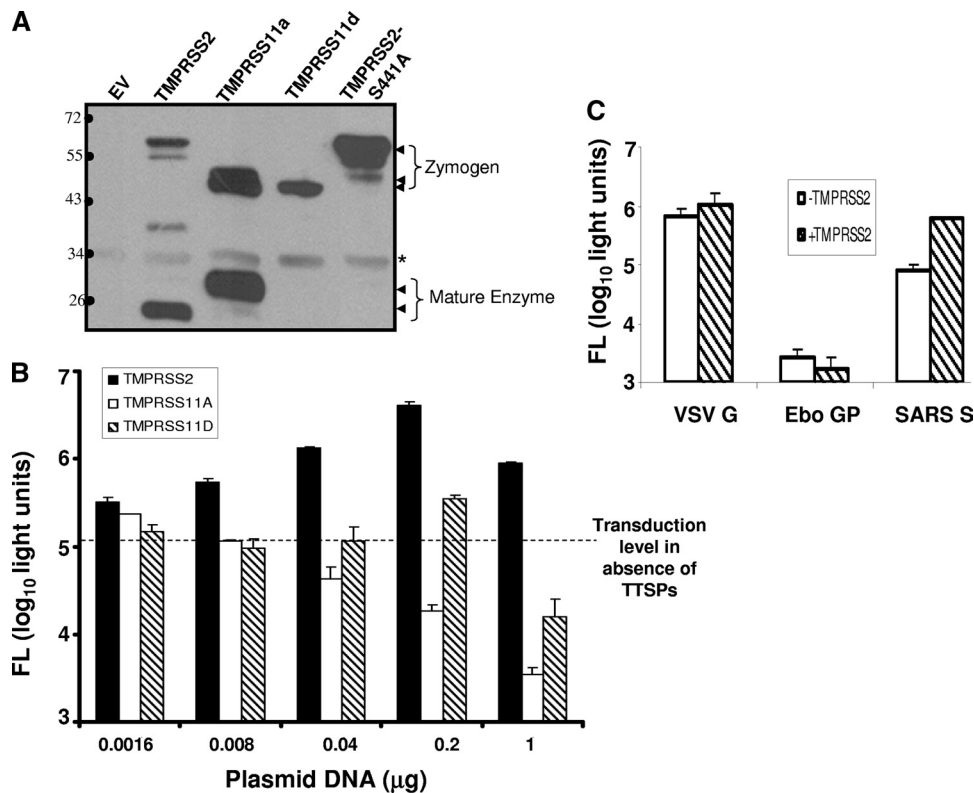 A
EV
TMPRSS2
TMPRSS11a
TMPRSS11d
TMPRSS2-
S441A
72
55
43
34
26
Zymogen
*
Mature Enzyme
B
FL (log10 light units)
7
6
5
4
3
TMPRSS2
TMPRSS11A
TMPRSS11D
Transduction
level in
absence of
TTSPs
0.0016
0.008
0.04
0.2
1
Plasmid DNA (μg)
C
FL (log10 light units)
7
6
5
4
3
-TMPRSS2
+TMPRSS2
VSV G
Ebo GP
SARS S